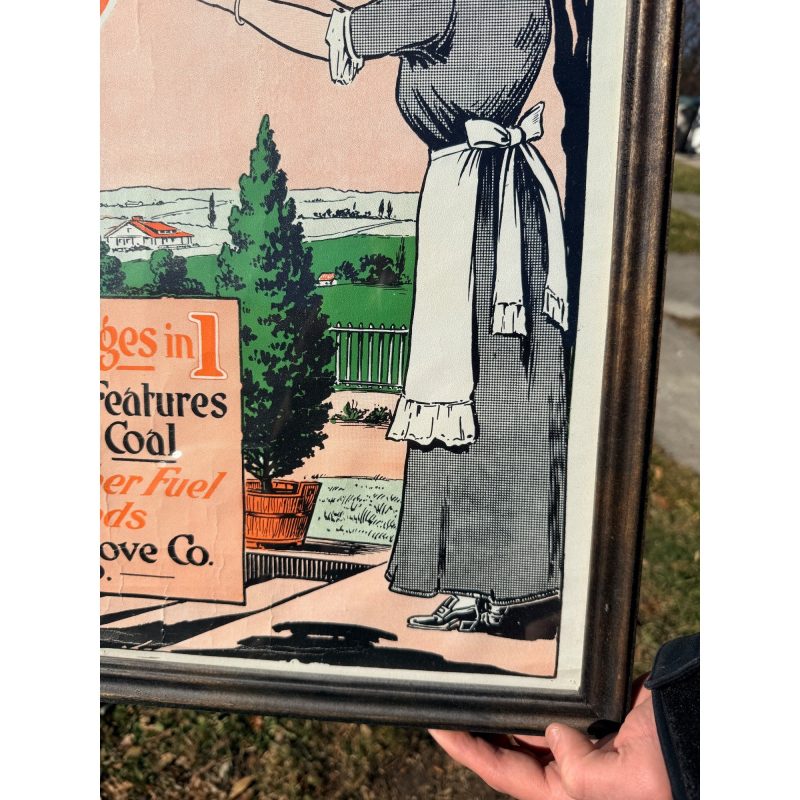 ges in 1
Features
Coal
er Fuel
ds
ove Co.